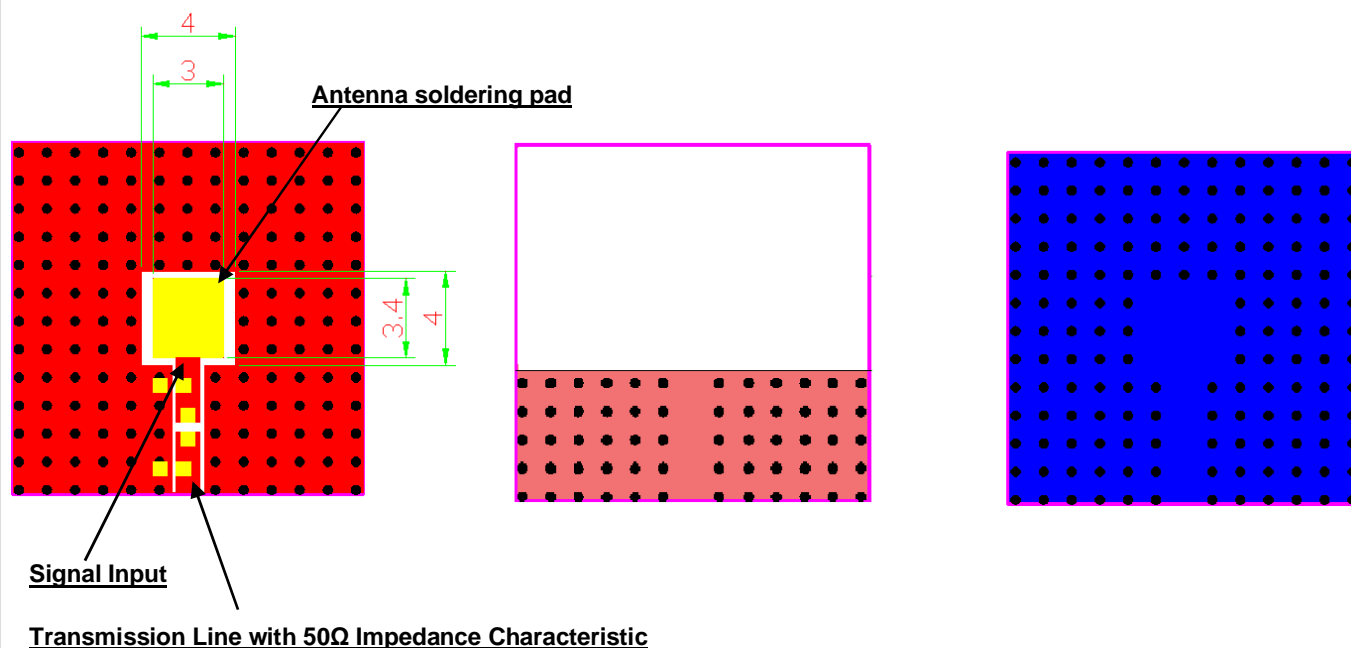 4
3
Antenna soldering pad
3,4
4
Signal Input
Transmission Line with 50Ω Impedance Characteristic